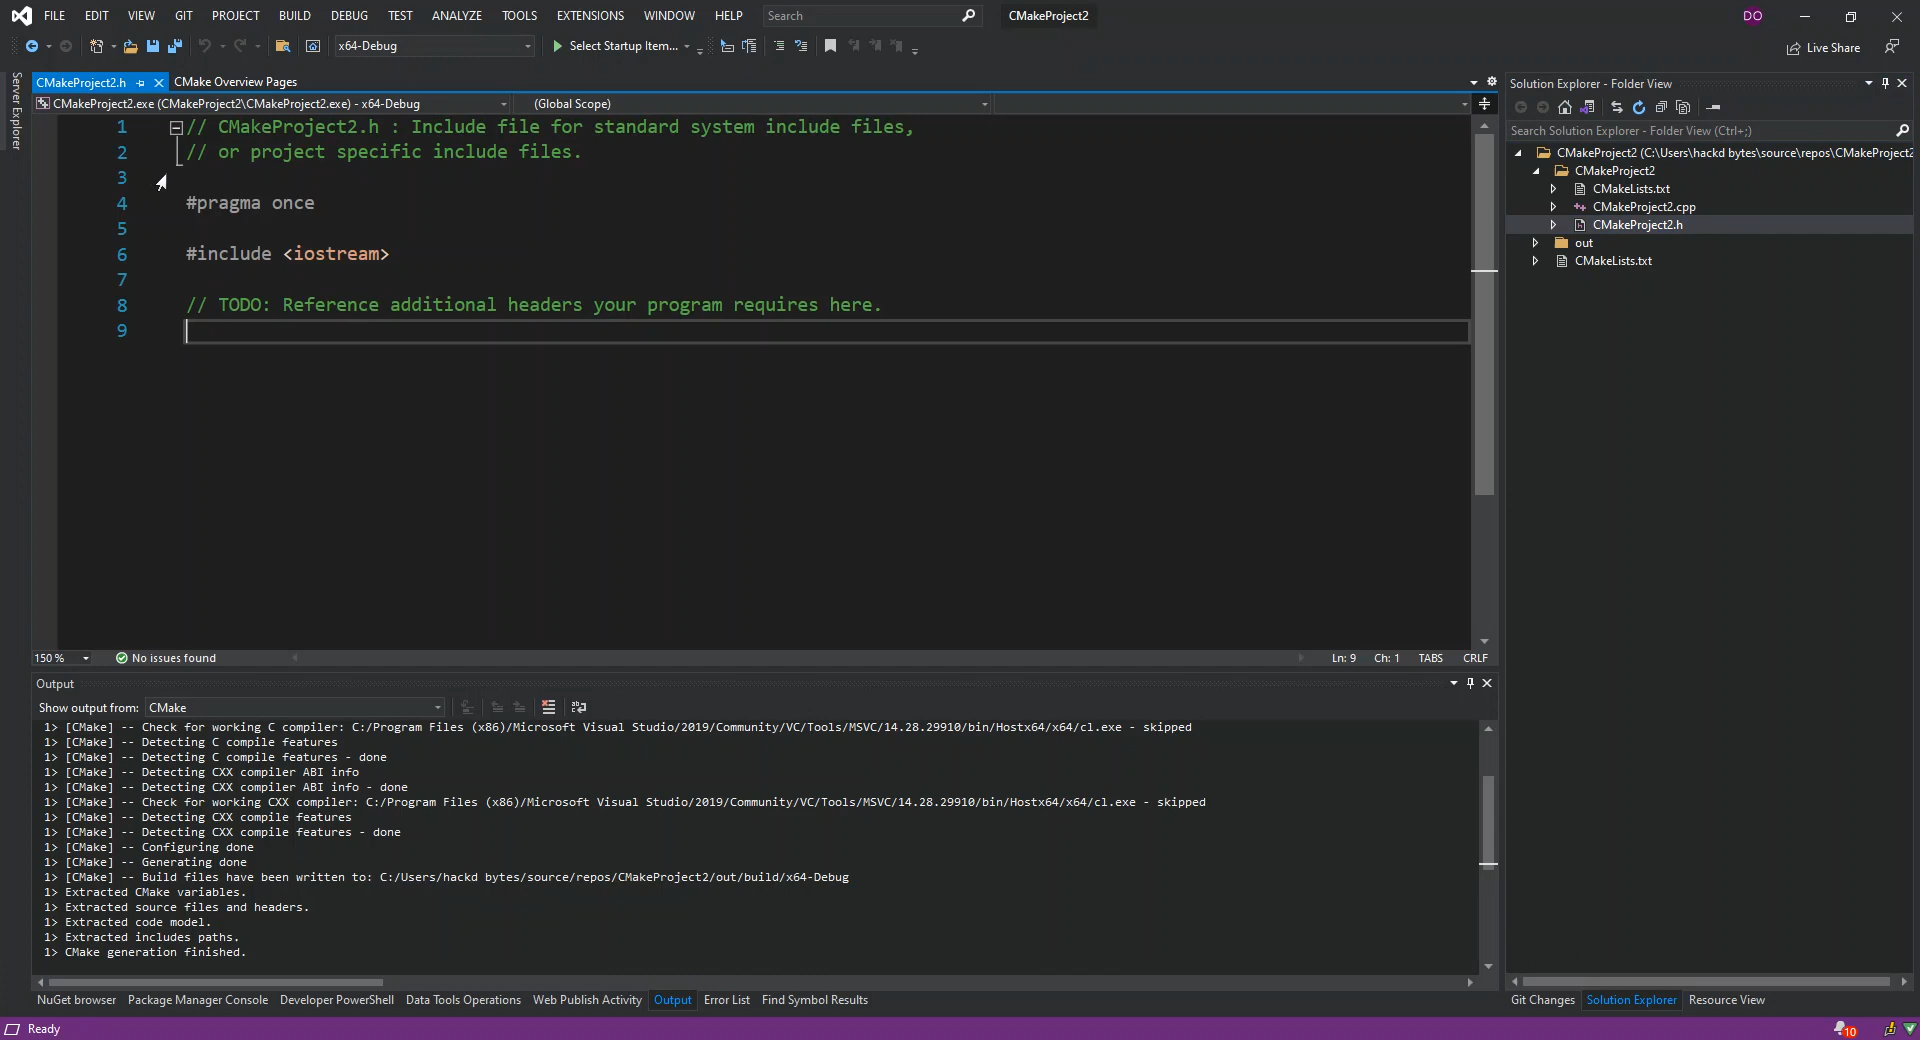 FILE EDIT VIEW GIT PROJECT BUILD DEBUG TEST ANALYZE TOOLS EXTENSIONS WINDOW HELP Search CMakeProject2 DO
x64-Debug Select Startup Item... Live Share
Server Explorer
CMakeProject2.h CMake Overview Pages
CMakeProject2.exe (CMakeProject2\CMakeProject2.exe) - x64-Debug (Global Scope)
1 // CMakeProject2.h : Include file for standard system include files,
2 // or project specific include files.
3
4 #pragma once
5
6 #include <iostream>
7
8 // TODO: Reference additional headers your program requires here.
9
150 % No issues found Ln: 9 Ch: 1 TABS CRLF
Output
Show output from: CMake
1> [CMake] -- Check for working C compiler: C:/Program Files (x86)/Microsoft Visual Studio/2019/Community/VC/Tools/MSVC/14.28.29910/bin/Hostx64/x64/cl.exe - skipped
1> [CMake] -- Detecting C compile features
1> [CMake] -- Detecting C compile features - done
1> [CMake] -- Detecting CXX compiler ABI info
1> [CMake] -- Detecting CXX compiler ABI info - done
1> [CMake] -- Check for working CXX compiler: C:/Program Files (x86)/Microsoft Visual Studio/2019/Community/VC/Tools/MSVC/14.28.29910/bin/Hostx64/x64/cl.exe - skipped
1> [CMake] -- Detecting CXX compile features
1> [CMake] -- Detecting CXX compile features - done
1> [CMake] -- Configuring done
1> [CMake] -- Generating done
1> [CMake] -- Build files have been written to: C:/Users/hackd bytes/source/repos/CMakeProject2/out/build/x64-Debug
1> Extracted CMake variables.
1> Extracted source files and headers.
1> Extracted code model.
1> Extracted includes paths.
1> CMake generation finished.
NuGet browser Package Manager Console Developer PowerShell Data Tools Operations Web Publish Activity Output Error List Find Symbol Results
Solution Explorer - Folder View
Search Solution Explorer - Folder View (Ctrl+;)
CMakeProject2 (C:\Users\hackd bytes\source\repos\CMakeProject2
CMakeProject2
CMakeLists.txt
CMakeProject2.cpp
CMakeProject2.h
out
CMakeLists.txt
Git Changes Solution Explorer Resource View
Ready 10